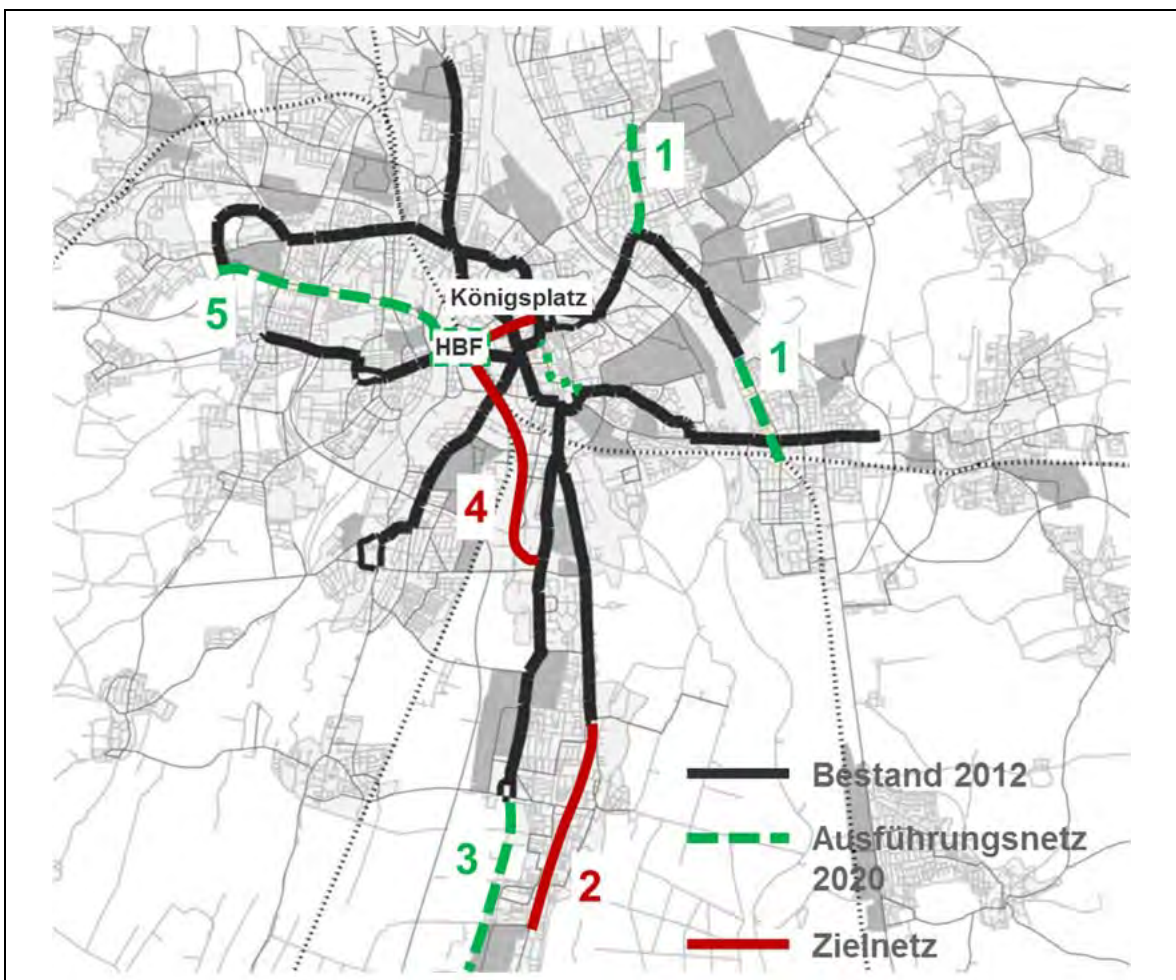 1
Königsplatz
5
HBF
1
4
Bestand 2012
3
Ausführungsnetz
2020
2
Zielnetz